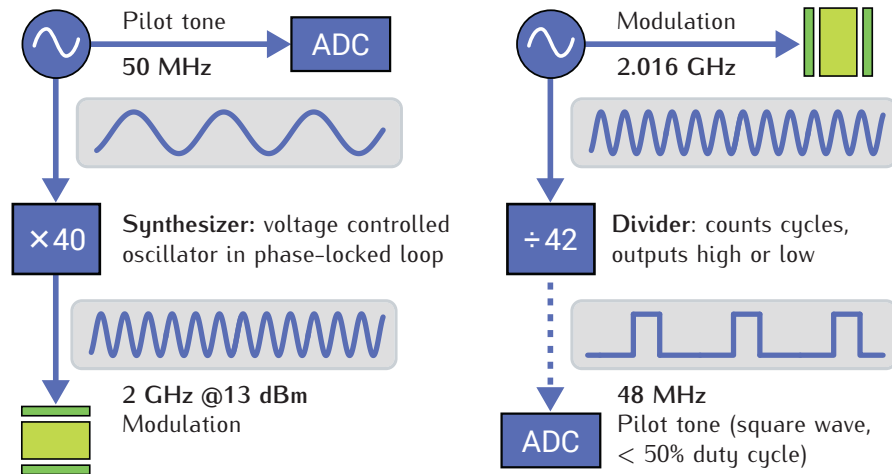 Pilot tone
50 MHz
ADC
×40
Synthesizer: voltage controlled
oscillator in phase-locked loop
2 GHz @13 dBm
Modulation
Modulation
2.016 GHz
÷42
Divider: counts cycles,
outputs high or low
48 MHz
Pilot tone (square wave,
< 50% duty cycle)
ADC